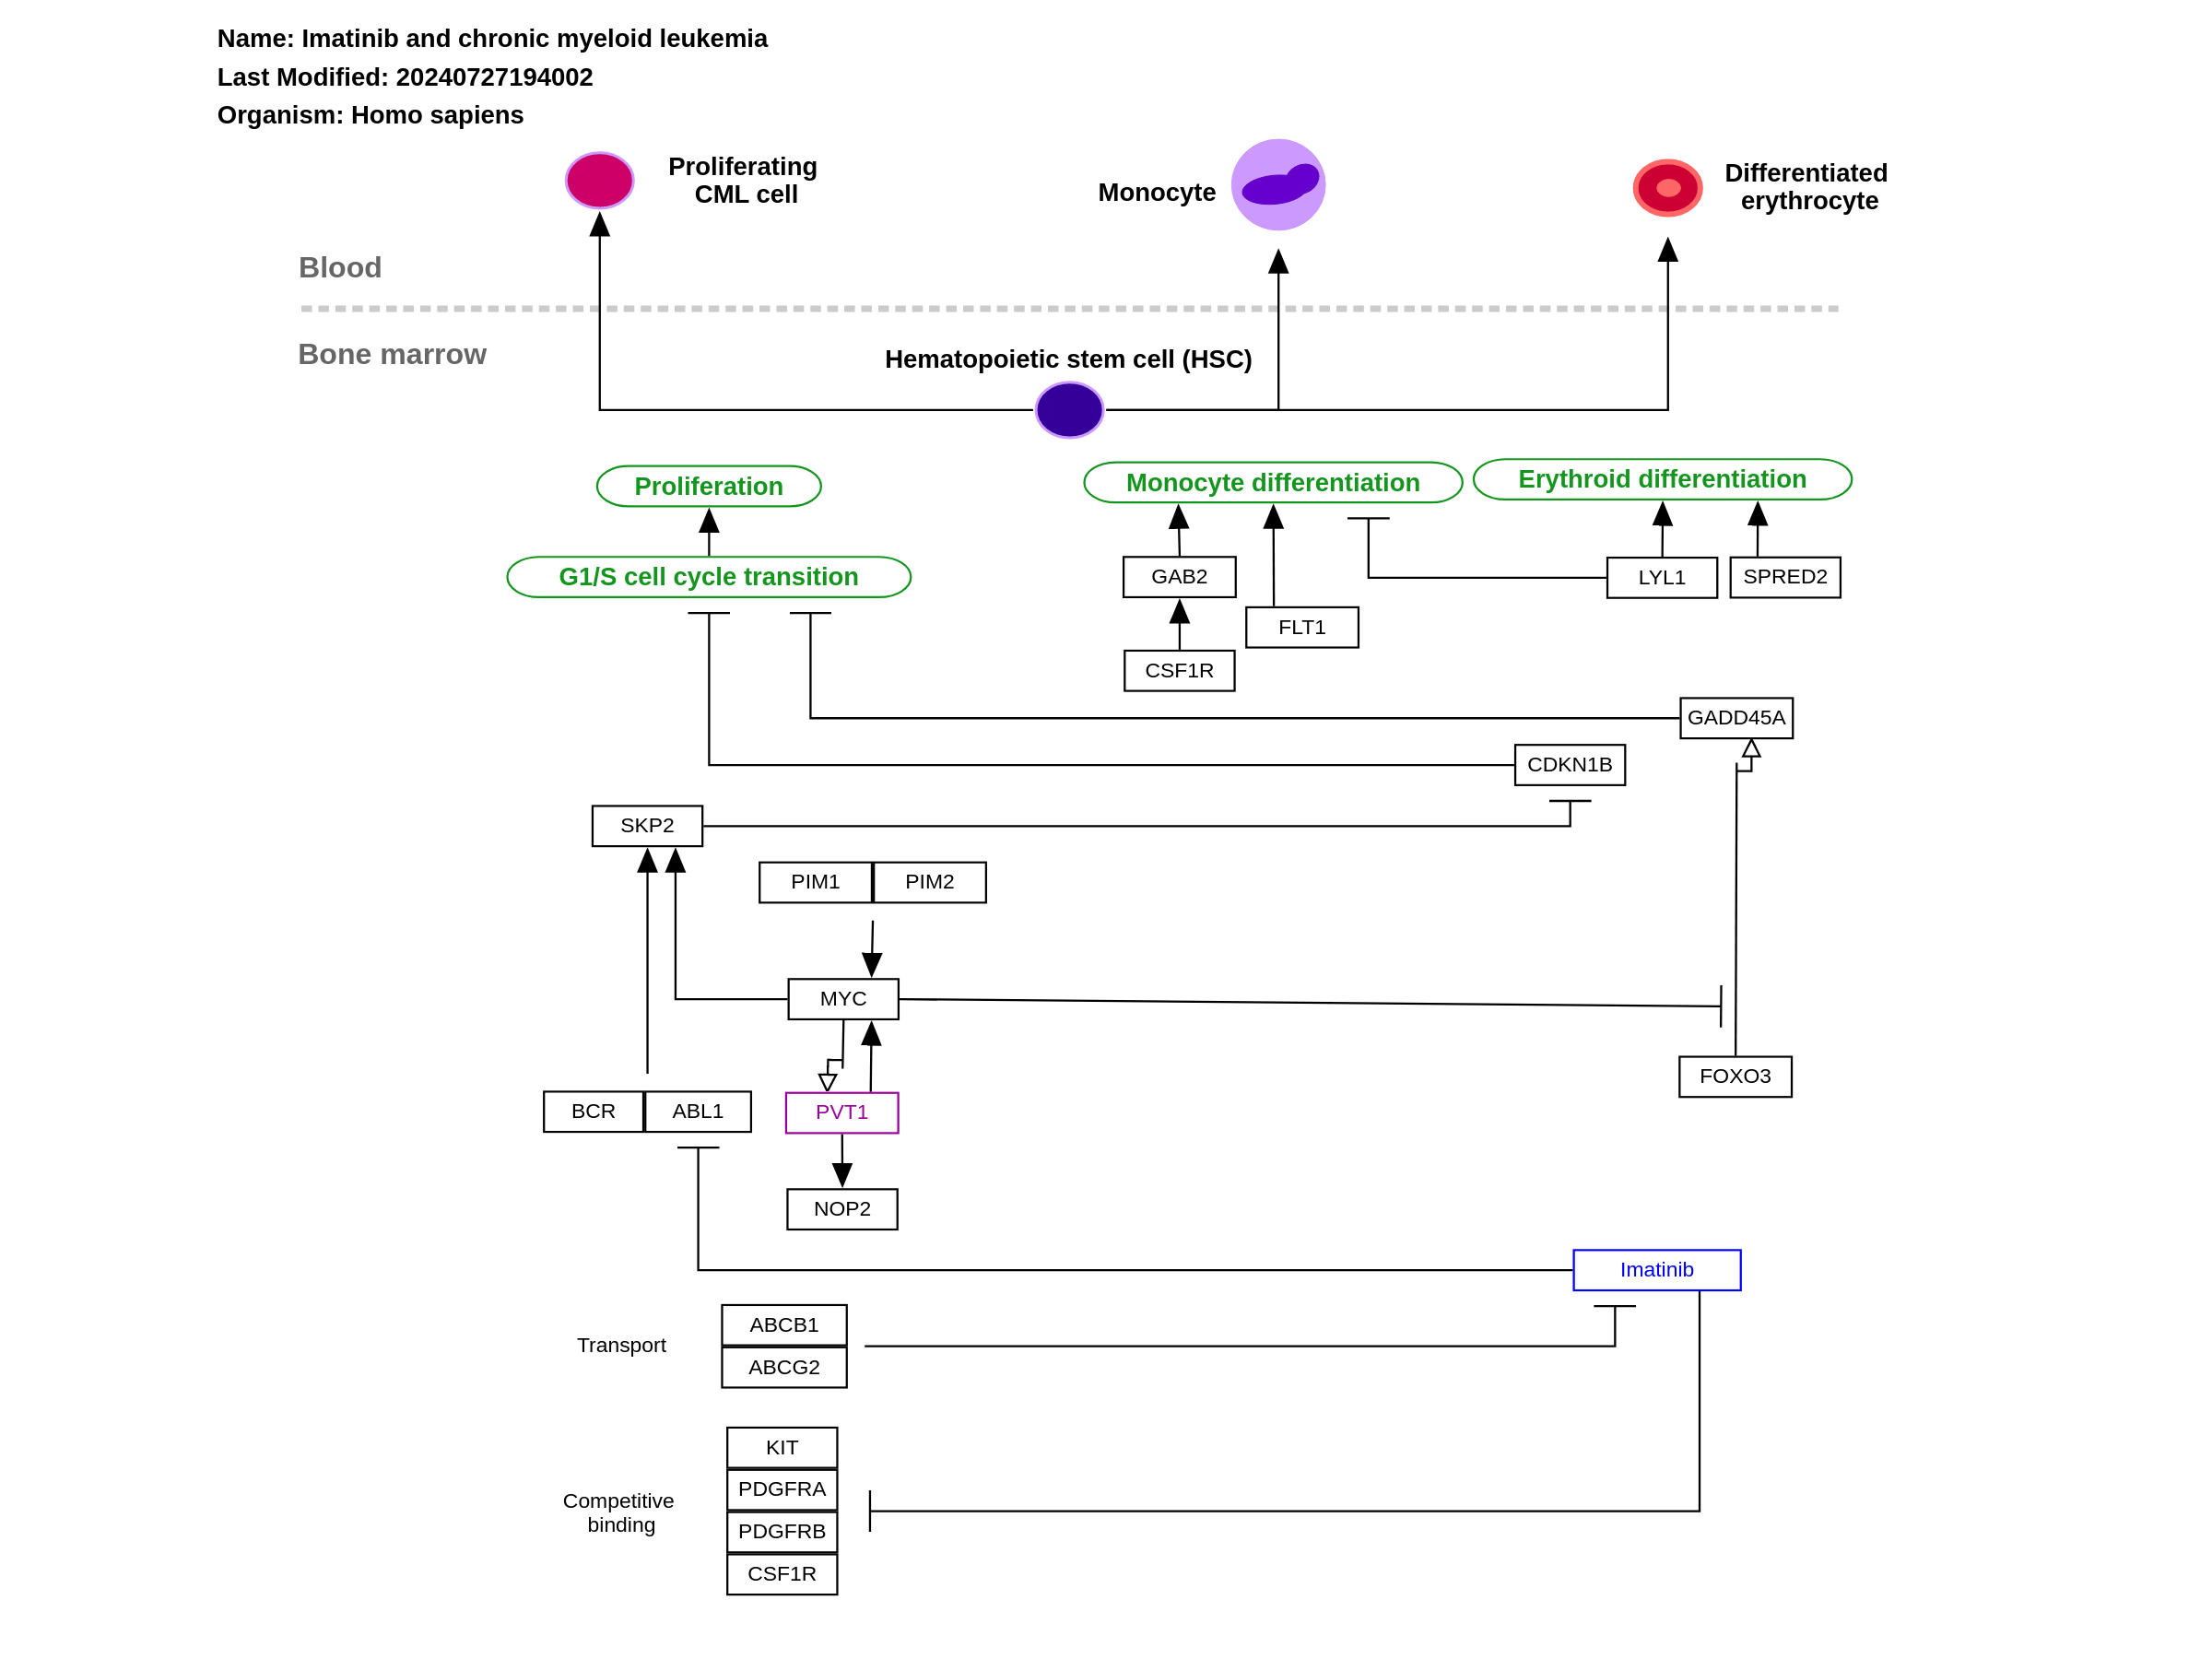 Name: Imatinib and chronic myeloid leukemia
Last Modified: 20240727194002
Organism: Homo sapiens
Proliferating
CML cell
Monocyte
Differentiated
erythrocyte
Blood
Bone marrow
Hematopoietic stem cell (HSC)
Proliferation
Monocyte differentiation
Erythroid differentiation
G1/S cell cycle transition
GAB2
LYL1
SPRED2
FLT1
CSF1R
GADD45A
CDKN1B
SKP2
PIM1
PIM2
MYC
FOXO3
BCR
ABL1
PVT1
NOP2
Imatinib
ABCB1
Transport
ABCG2
KIT
PDGFRA
Competitive
binding
PDGFRB
CSF1R